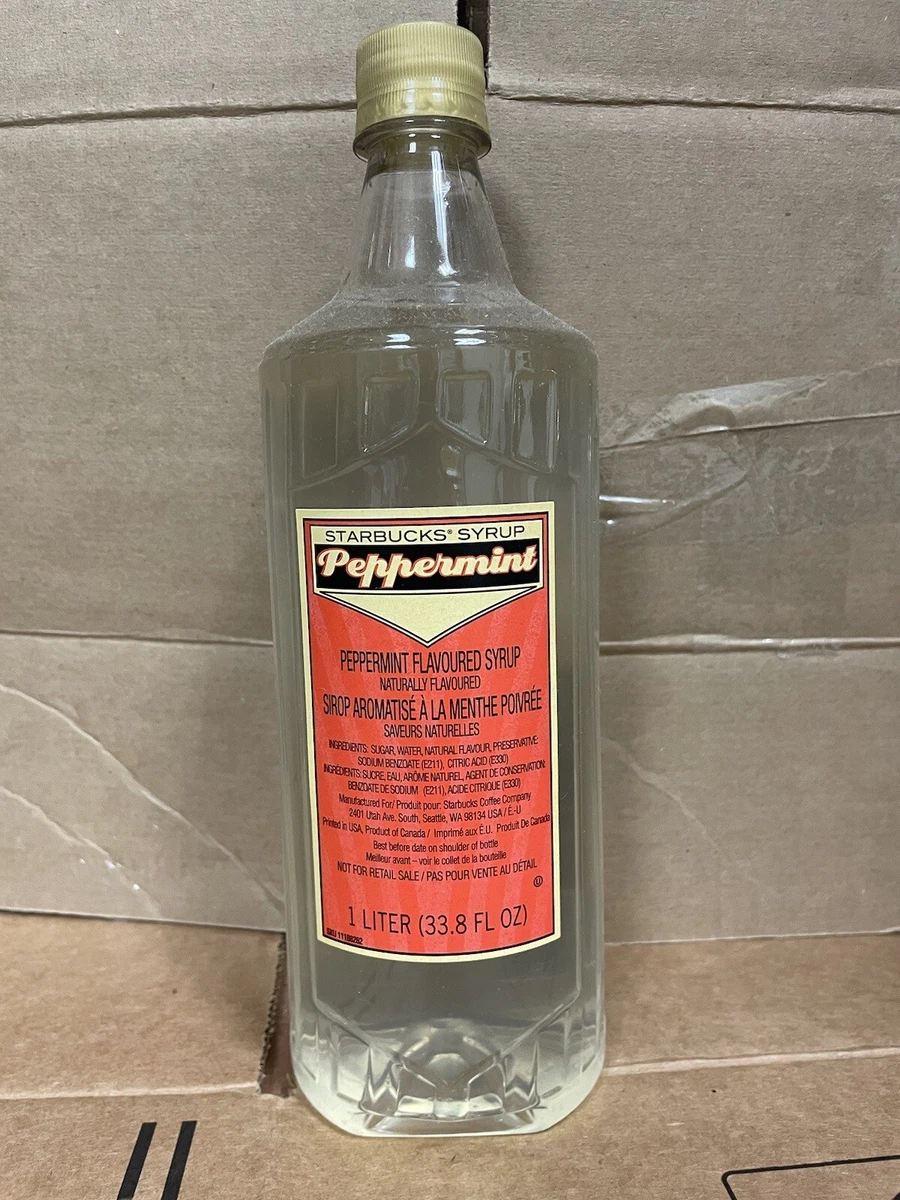 STARBUCKS® SYRUP
Peppermint
PEPPERMINT FLAVOURED SYRUP
NATURALLY FLAVOURED
SIROP AROMATISÉ À LA MENTHE POIVRÉE
SAVEURS NATURELLES
INGREDIENTS: SUGAR, WATER, NATURAL FLAVOUR, PRESERVATIVE:
SODIUM BENZOATE (E211), CITRIC ACID (E330)
INGRÉDIENTS: SUCRE, EAU, ARÔME NATUREL, AGENT DE CONSERVATION:
BENZOATE DE SODIUM (E211), ACIDE CITRIQUE (E330)
Manufactured For/ Produit pour: Starbucks Coffee Company
2401 Utah Ave. South, Seattle, WA 98134 USA / É.-U
Printed in USA, Product of Canada / Imprimé aux É.U. Produit De Canada
Best before date on shoulder of bottle
Meilleur avant – voir le collet de la bouteille
NOT FOR RETAIL SALE / PAS POUR VENTE AU DÉTAIL
U
1 LITER (33.8 FL OZ)
SKU 11188262